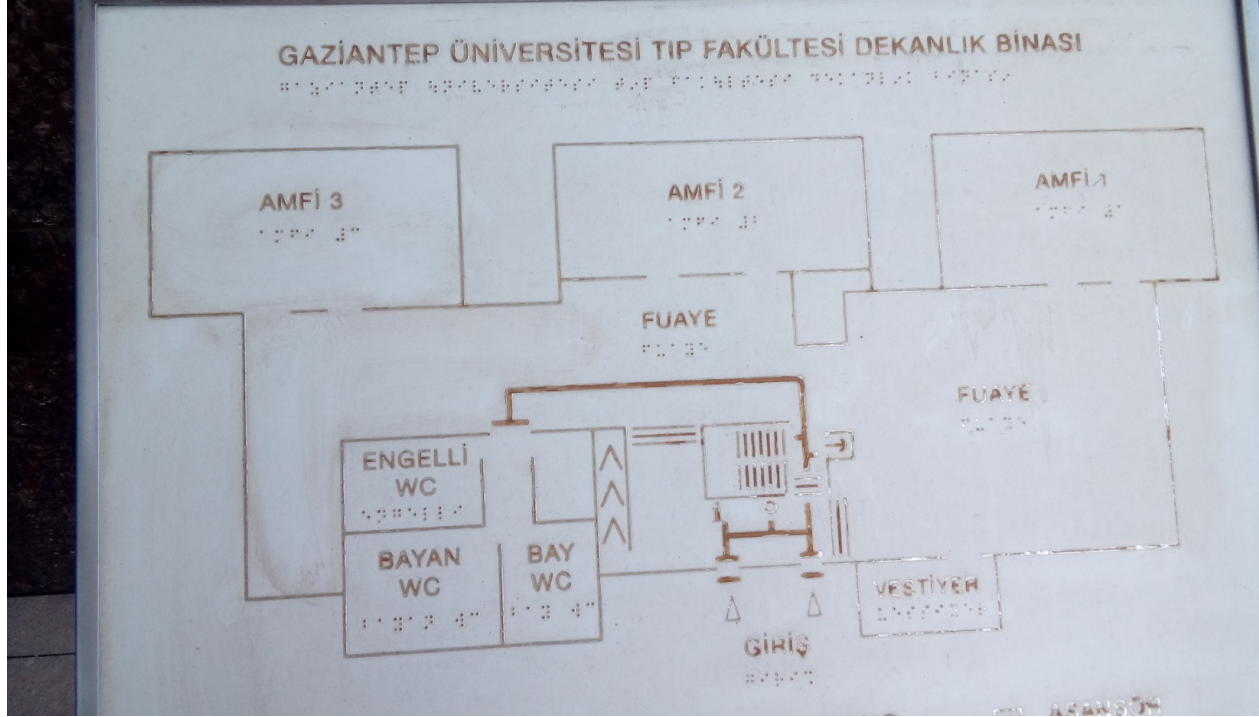 GAZİANTEP ÜNİVERSİTESİ TIP FAKÜLTESİ DEKANLIK BİNASI
AMFİ 3
AMFİ 2
AMFİ 1
FUAYE
FUAYE
ENGELLİ
WC
BAYAN
WC
BAY
WC
VESTİYER
GİRİŞ
ASANSÖR